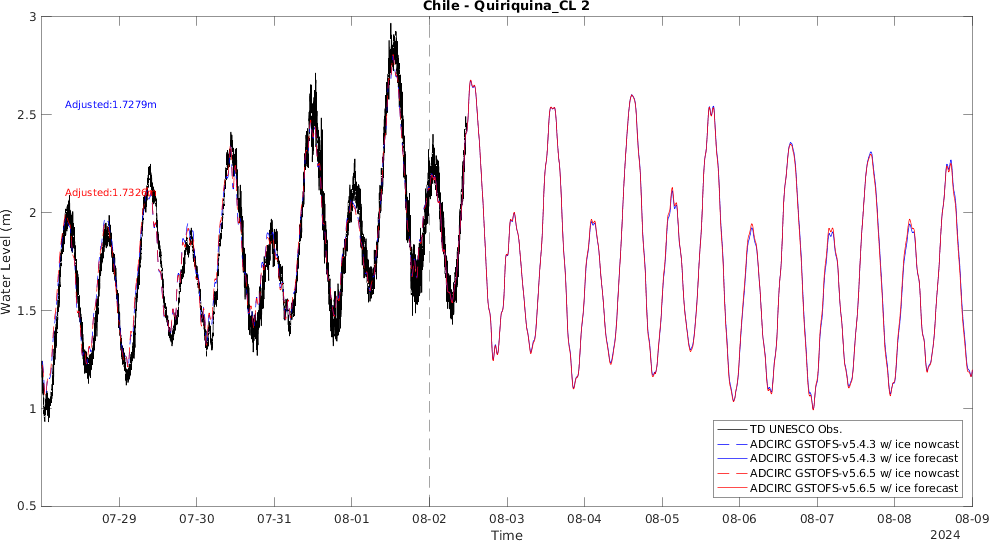 Chile - Quiriquina_CL 2
3
2.5
2
1.5
1
0.5
Water Level (m)
Adjusted:1.7279m
Adjusted:1.7326m
TD UNESCO Obs.
ADCIRC GSTOFS-v5.4.3 w/ ice nowcast
ADCIRC GSTOFS-v5.4.3 w/ ice forecast
ADCIRC GSTOFS-v5.6.5 w/ ice nowcast
ADCIRC GSTOFS-v5.6.5 w/ ice forecast
07-29 07-30 07-31 08-01 08-02 08-03 08-04 08-05 08-06 08-07 08-08 08-09
Time
2024